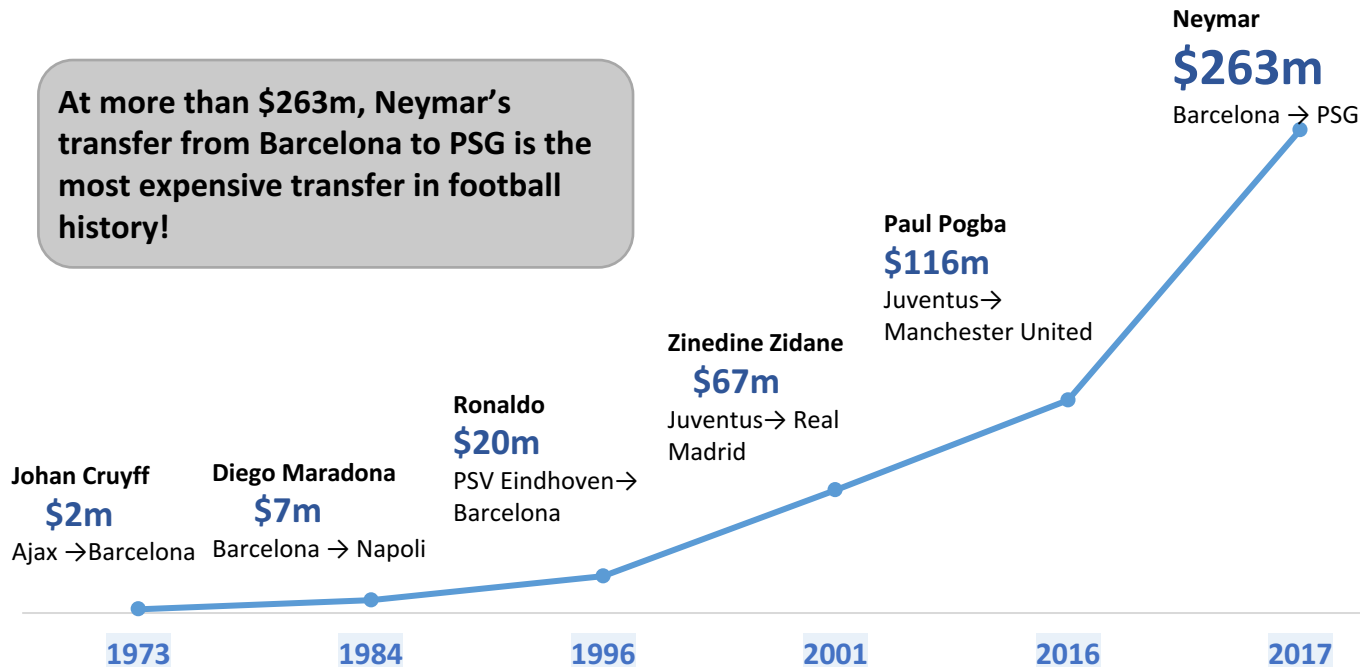 At more than $263m, Neymar’s
transfer from Barcelona to PSG is the
most expensive transfer in football
history!
Johan Cruyff
$2m
Ajax →Barcelona
Diego Maradona
$7m
Barcelona → Napoli
Ronaldo
$20m
PSV Eindhoven→
Barcelona
Zinedine Zidane
$67m
Juventus→ Real
Madrid
Paul Pogba
$116m
Juventus→
Manchester United
Neymar
$263m
Barcelona → PSG
1973
1984
1996
2001
2016
2017